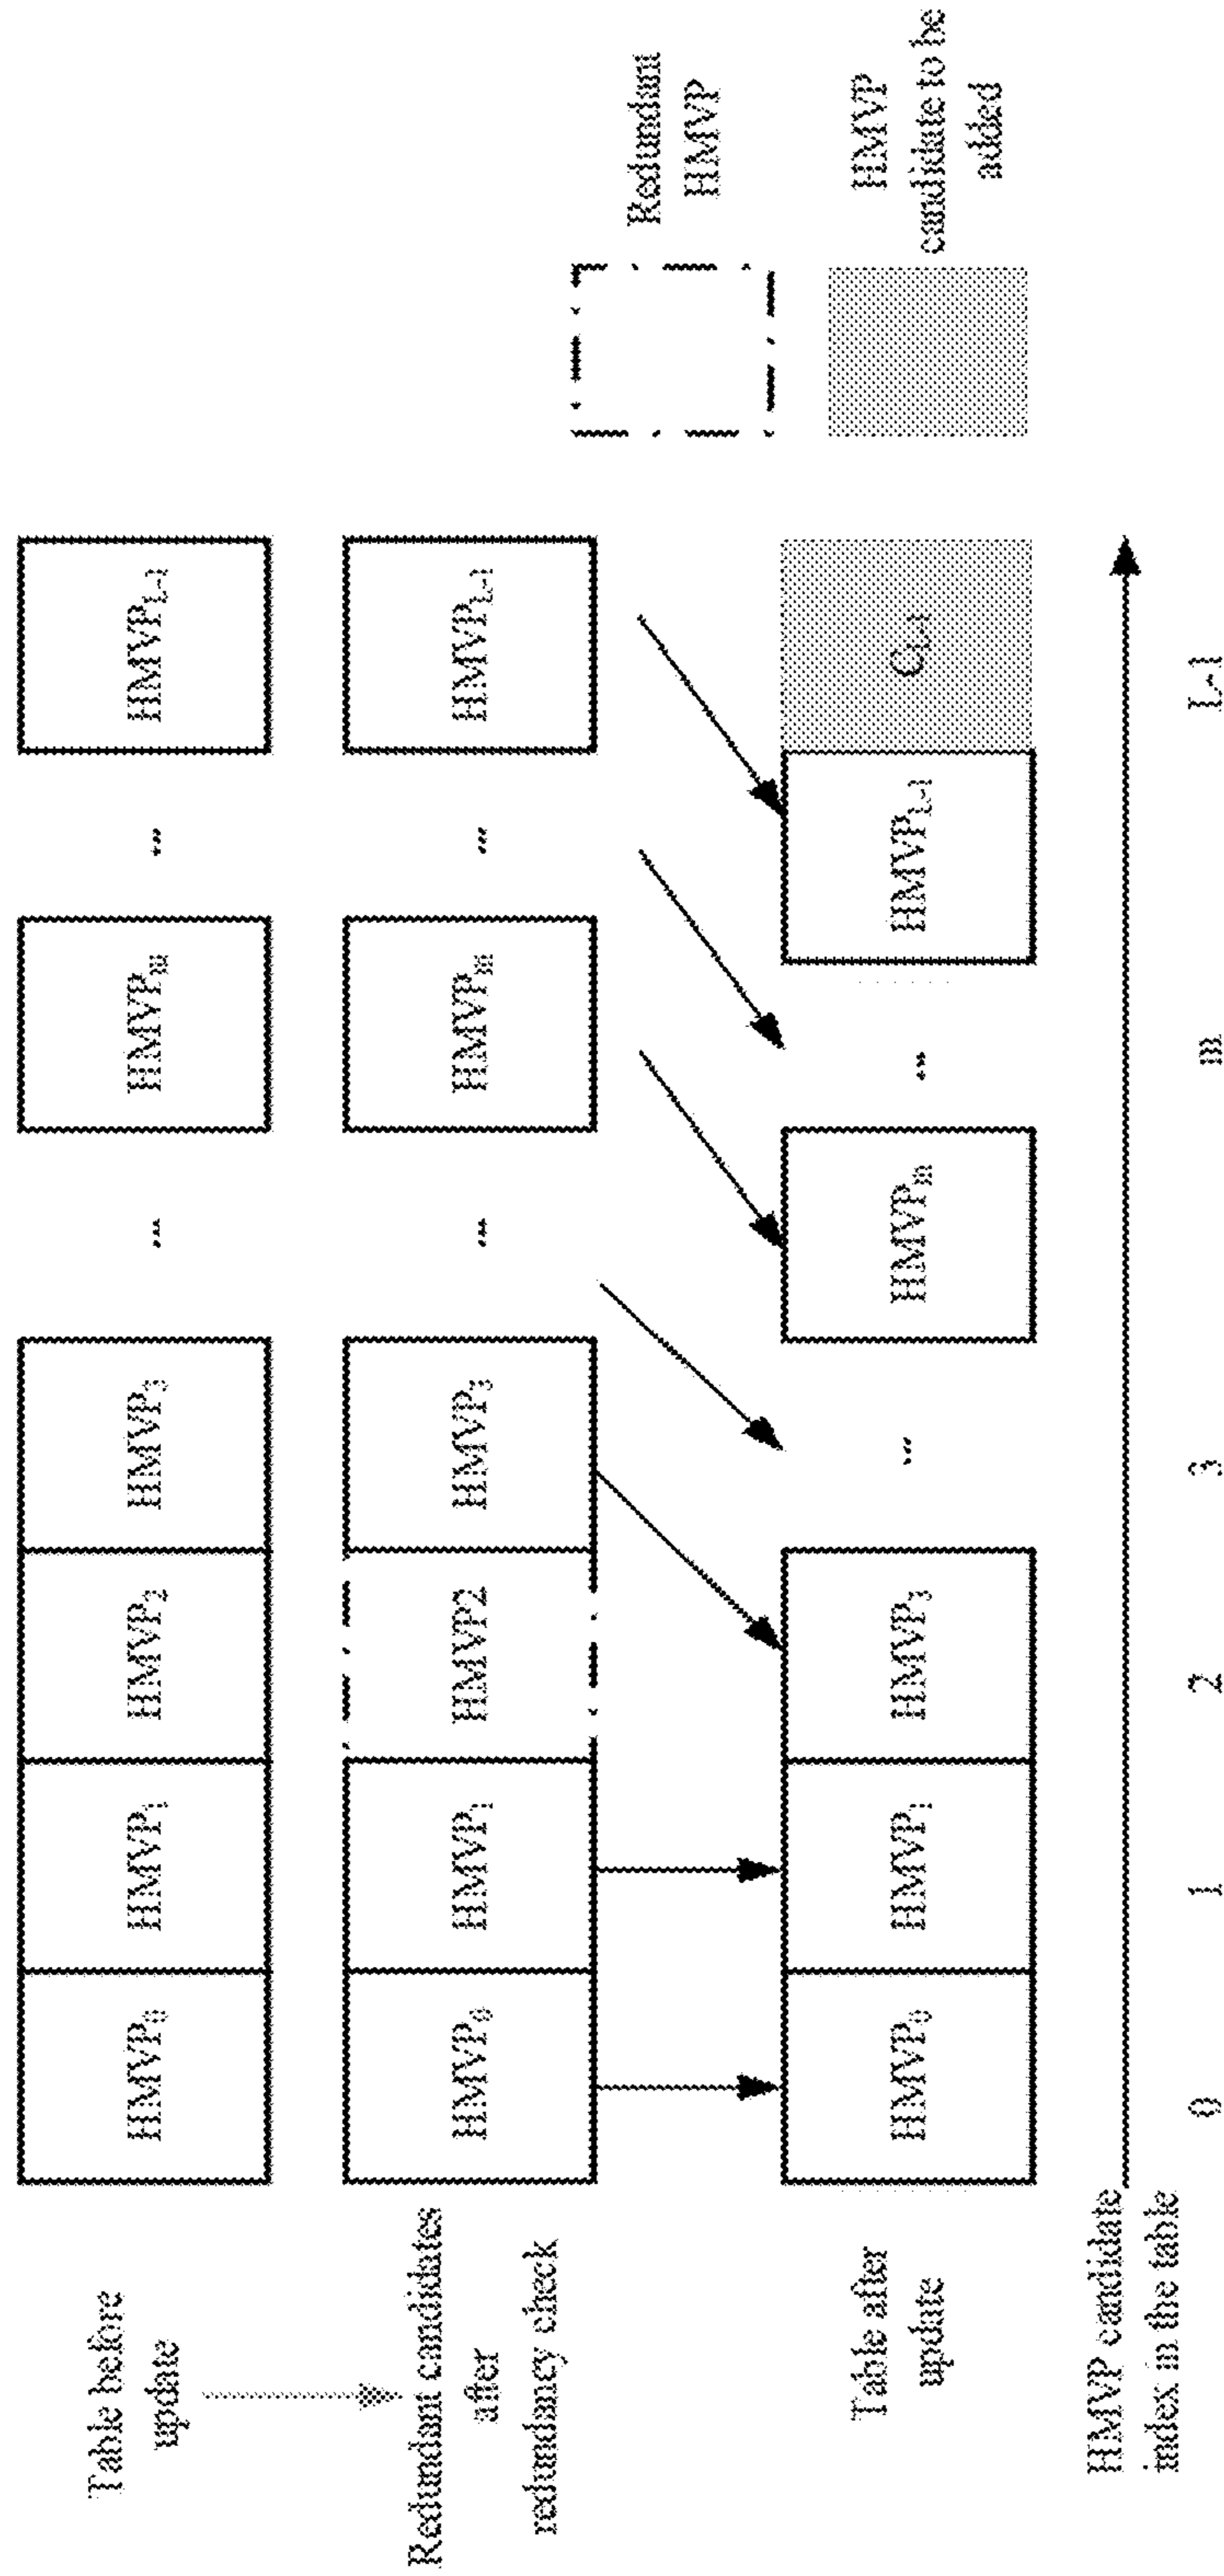 Table before
update
HMVP0
HMVP1
HMVP2
HMVP3
...
HMVPm
...
HMVPL-1
Redundant candidates
after
redundancy check
HMVP0
HMVP1
HMVP2
HMVP3
...
HMVPm
...
HMVPL-1
Redundant
HMVP
Table after
update
HMVP0
HMVP1
HMVP3
...
HMVPm
...
HMVPL-1
CL-1
HMVP
candidate to be
added
HMVP candidate
index in the table
0 1 2 3 m L-1